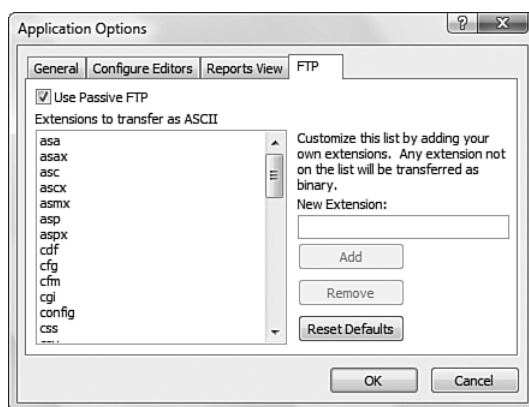 Application Options
General
Configure Editors
Reports View
FTP
Use Passive FTP
Extensions to transfer as ASCII
asa
asax
asc
ascx
asmx
asp
aspx
cdf
cfg
cfm
cgi
config
css
Customize this list by adding your
own extensions. Any extension not
on the list will be transferred as
binary.
New Extension:
Add
Remove
Reset Defaults
OK
Cancel